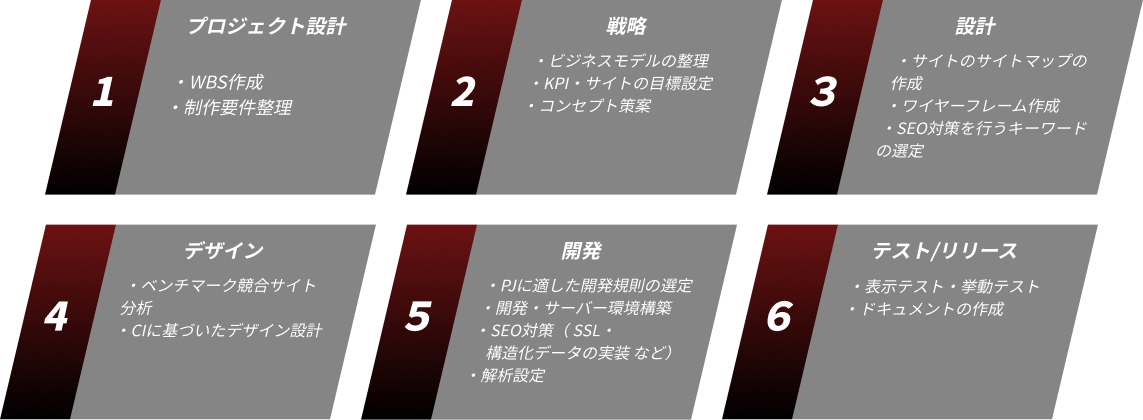 1
プロジェクト設計
・WBS作成
・制作要件整理
2
戦略
・ビジネスモデルの整理
・KPI・サイトの目標設定
・コンセプト策案
3
設計
・サイトのサイトマップの
作成
・ワイヤーフレーム作成
・SEO対策を行うキーワード
の選定
4
デザイン
・ベンチマーク競合サイト
分析
・CIに基づいたデザイン設計
5
開発
・PJに適した開発規則の選定
・開発・サーバー環境構築
・SEO対策（ SSL・
構造化データの実装 など）
・解析設定
6
テスト/リリース
・表示テスト・挙動テスト
・ドキュメントの作成